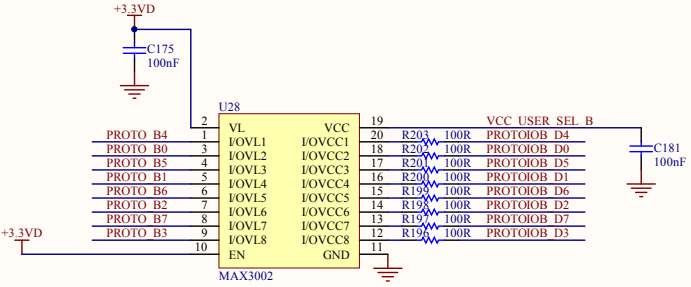 +3.3VD
C175
100nF
U28
2 VL VCC 19 VCC_USER_SEL_B
PROTO_B4 1 I/OVL1 I/OVCC1 20 R203 100R PROTOIOB_D4
PROTO_B0 3 I/OVL2 I/OVCC2 18 R202 100R PROTOIOB_D0
PROTO_B5 4 I/OVL3 I/OVCC3 17 R201 100R PROTOIOB_D5
PROTO_B1 5 I/OVL4 I/OVCC4 16 R200 100R PROTOIOB_D1
PROTO_B6 6 I/OVL5 I/OVCC5 15 R199 100R PROTOIOB_D6
PROTO_B2 7 I/OVL6 I/OVCC6 14 R198 100R PROTOIOB_D2
PROTO_B7 8 I/OVL7 I/OVCC7 13 R197 100R PROTOIOB_D7
PROTO_B3 9 I/OVL8 I/OVCC8 12 R196 100R PROTOIOB_D3
C181
100nF
+3.3VD
10 EN GND 11
MAX3002